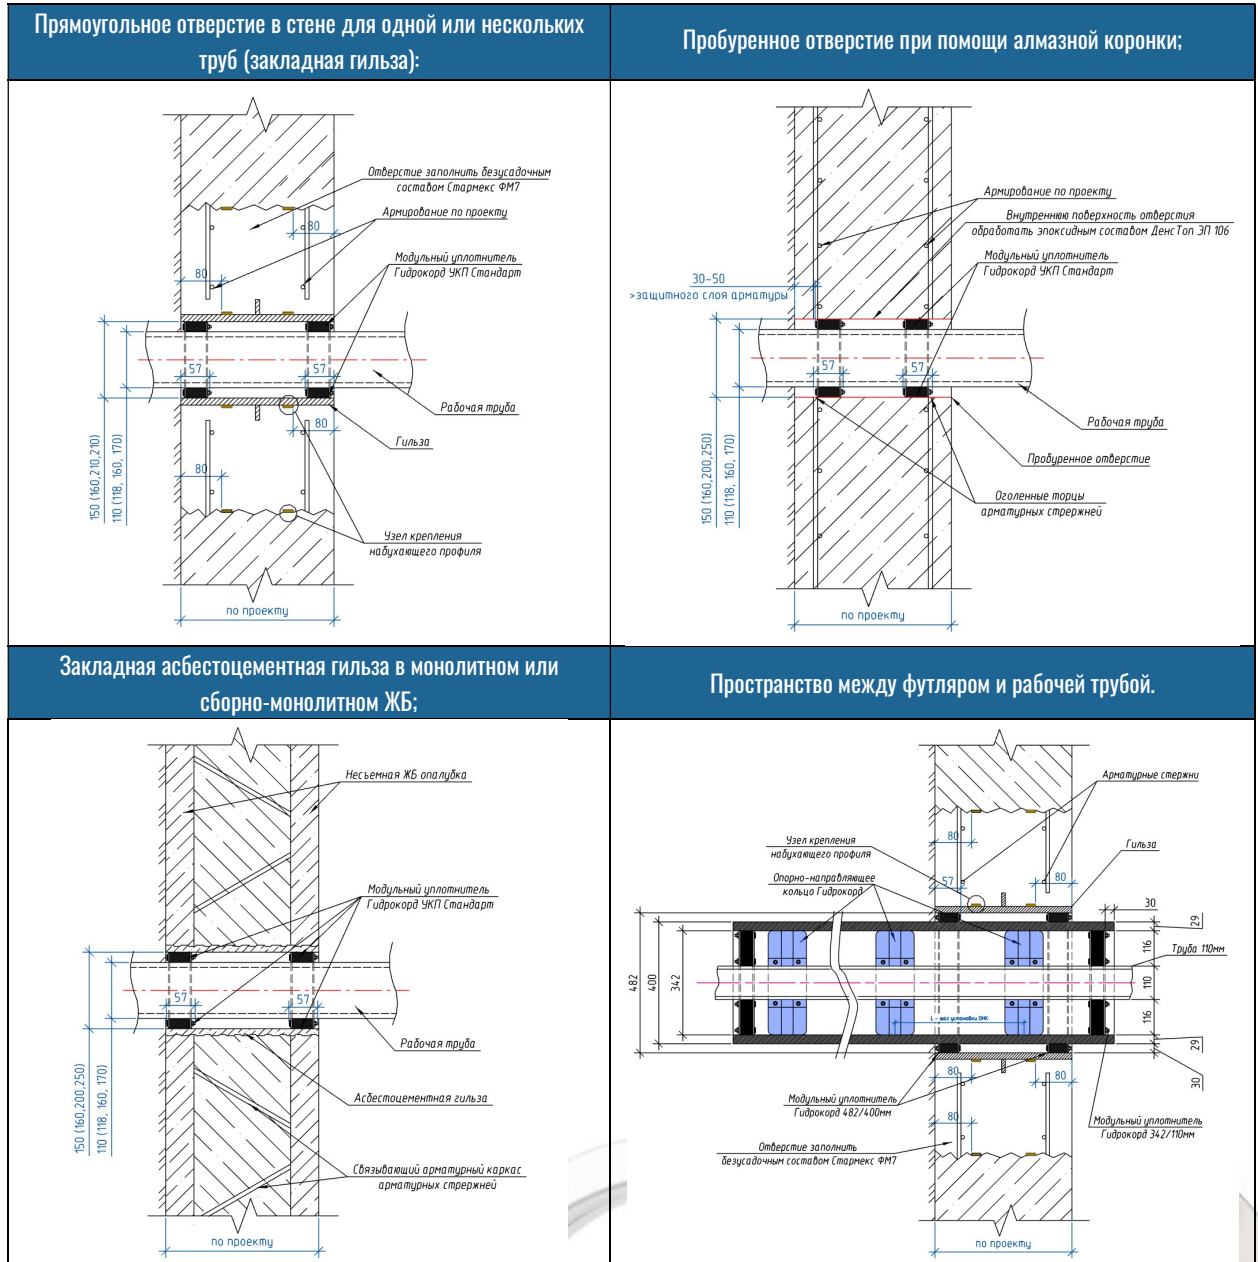 Прямоугольное отверстие в стене для одной или нескольких
труб (закладная гильза):
Отверстие заполнить безусадочным
составом Стармекс ФМ7
Армирование по проекту
80
Модульный уплотнитель
Гидрокорд УКП Стандарт
80
57
57
Рабочая труба
80
Гильза
80
150 (160,210,210)
110 (118, 160, 170)
Узел крепления
набухающего профиля
по проекту
Пробуренное отверстие при помощи алмазной коронки;
Армирование по проекту
Внутреннюю поверхность отверстия
обработать эпоксидным составом ДенсТоп ЭП 106
Модульный уплотнитель
Гидрокорд УКП Стандарт
30-50
>защитного слоя арматуры
57
57
Рабочая труба
Пробуренное отверстие
150 (160,200,250)
110 (118, 160, 170)
Оголенные торцы
арматурных стрержней
по проекту
Закладная асбестоцементная гильза в монолитном или
сборно-монолитном ЖБ;
Несъемная ЖБ опалубка
Модульный уплотнитель
Гидрокорд УКП Стандарт
57
57
Рабочая труба
Асбестоцементная гильза
150 (160,200,250)
110 (118, 160, 170)
Связывающий арматурный каркас
арматурных стрержней
по проекту
Пространство между футляром и рабочей трубой.
Арматурные стержни
Узел крепления
набухающего профиля
80
Гильза
Опорно-направляющее
кольцо Гидрокорд
57
80
30
29
116
Труба 110мм
482
400
342
110
L - шаг установки ОНК
116
29
30
80
80
Модульный уплотнитель
Гидрокорд 482/400мм
80
Модульный уплотнитель
Гидрокорд 342/110мм
Отверстие заполнить
безусадочным составом Стармекс ФМ7
по проекту